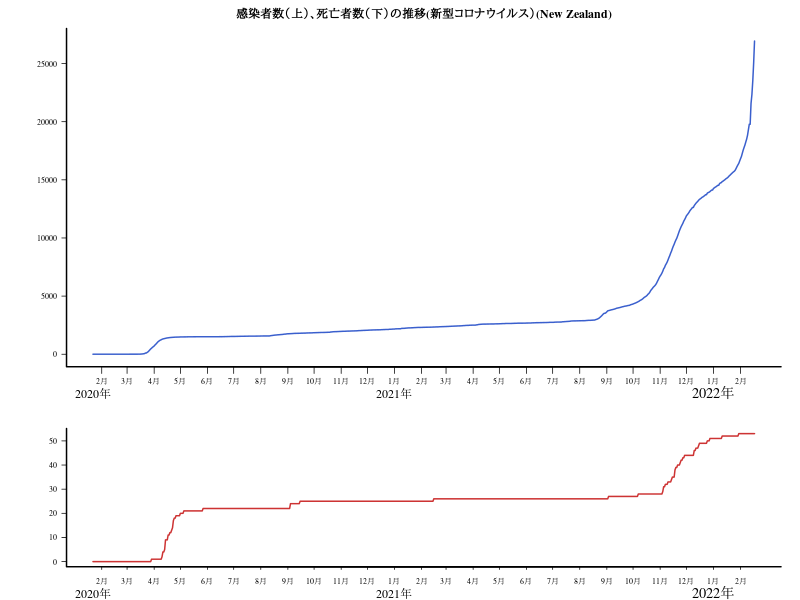 感染者数(上)、死亡者数(下)の推移(新型コロナウイルス)(New Zealand)
25000
20000
15000
10000
5000
0
2月 3月 4月 5月 6月 7月 8月 9月 10月 11月 12月 1月 2月 3月 4月 5月 6月 7月 8月 9月 10月 11月 12月 1月 2月
2020年 2021年 2022年
50
40
30
20
10
0
2月 3月 4月 5月 6月 7月 8月 9月 10月 11月 12月 1月 2月 3月 4月 5月 6月 7月 8月 9月 10月 11月 12月 1月 2月
2020年 2021年 2022年